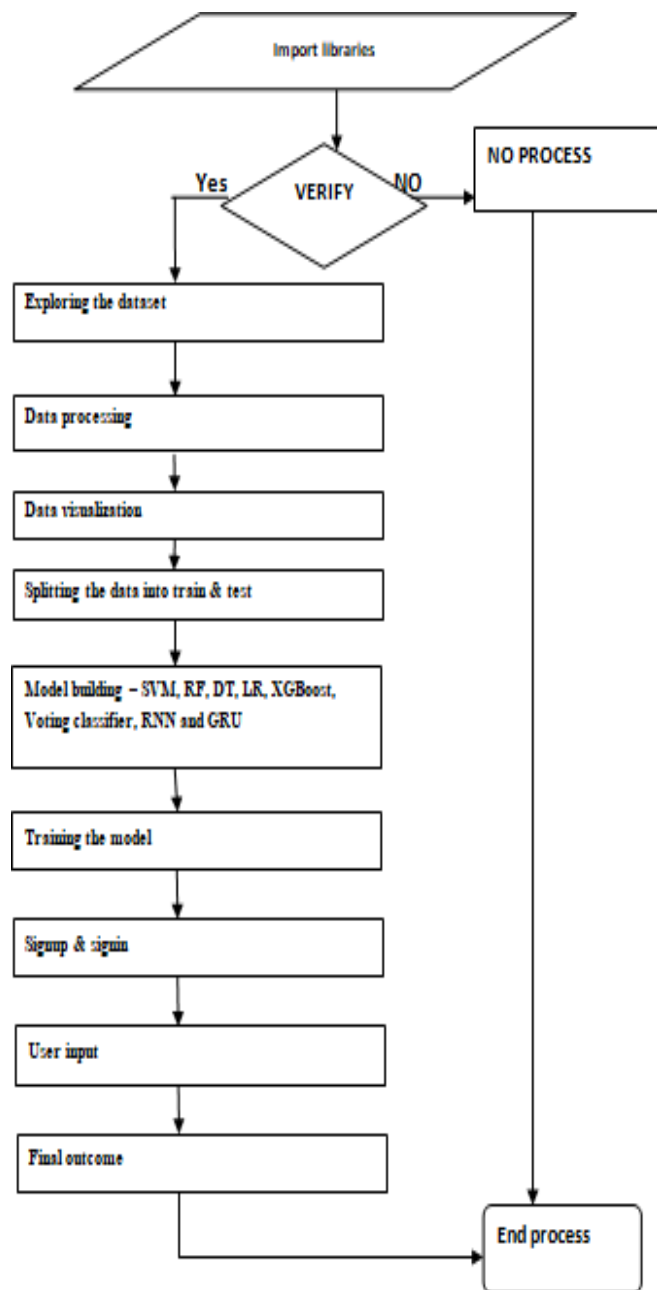 Import libraries
VERIFY
Yes
NO
NO PROCESS
Exploring the dataset
Data processing
Data visualization
Splitting the data into train & test
Model building – SVM, RF, DT, LR, XGBoost,
Voting classifier, RNN and GRU
Training the model
Signup & signin
User input
Final outcome
End process